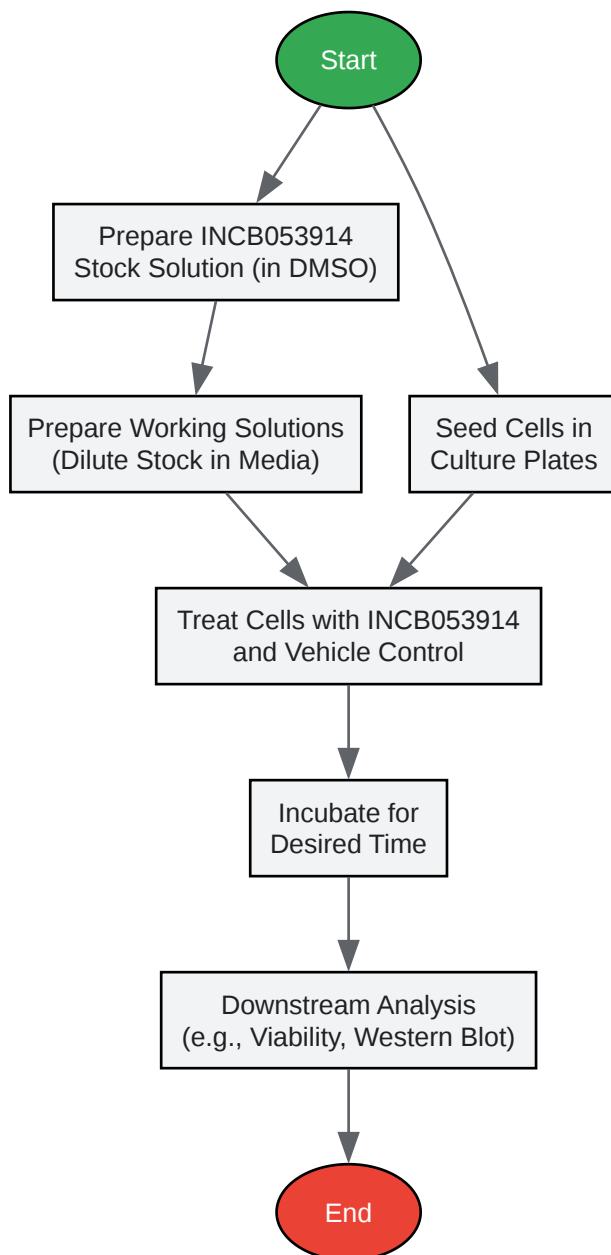 Start
Prepare INCB053914
Stock Solution (in DMSO)
Prepare Working Solutions
(Dilute Stock in Media)
Seed Cells in
Culture Plates
Treat Cells with INCB053914
and Vehicle Control
Incubate for
Desired Time
Downstream Analysis
(e.g., Viability, Western Blot)
End